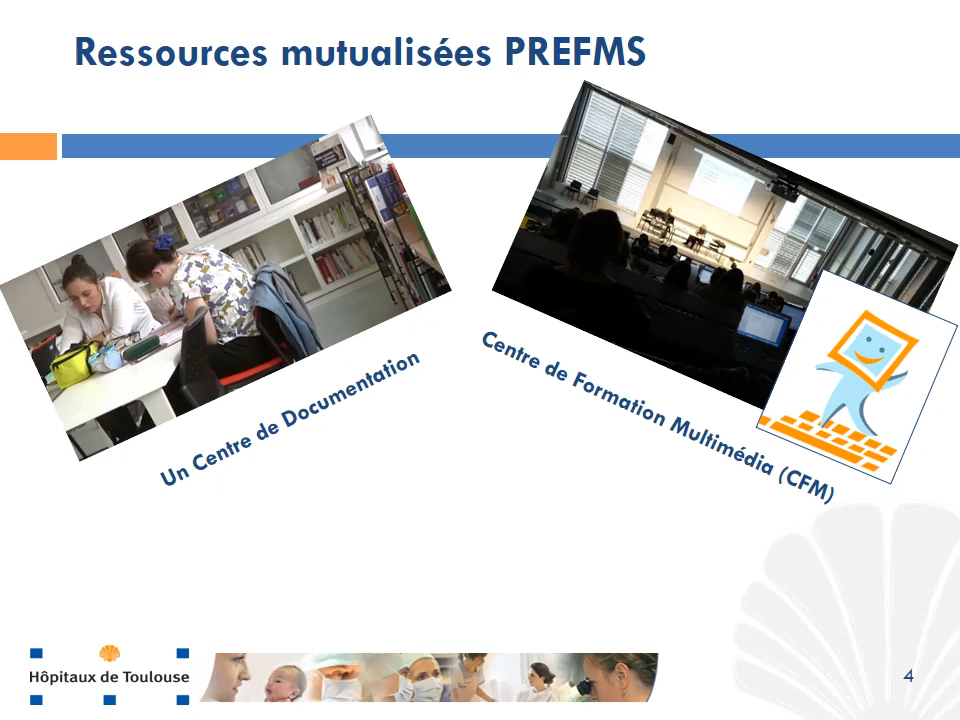 Ressources mutualisées PREFMS
Un Centre de Documentation
Centre de Formation Multimédia (CFM)
Hôpitaux de Toulouse
4